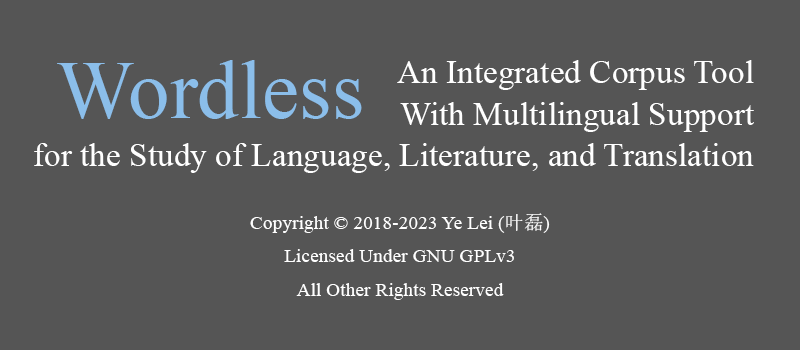 Wordless
An Integrated Corpus Tool
With Multilingual Support
for the Study of Language, Literature, and Translation
Copyright © 2018-2023 Ye Lei (叶磊)
Licensed Under GNU GPLv3
All Other Rights Reserved